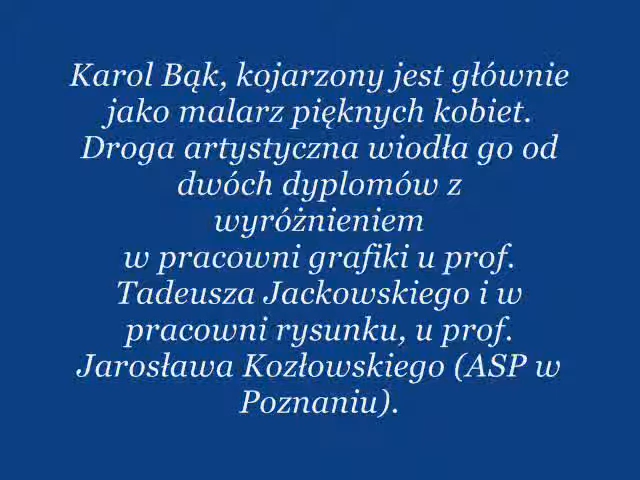 Karol Bąk, kojarzony jest głównie
jako malarz pięknych kobiet.
Droga artystyczna wiodła go od
dwóch dyplomów z
wyróżnieniem
w pracowni grafiki u prof.
Tadeusza Jackowskiego i w
pracowni rysunku, u prof.
Jarosława Kozłowskiego (ASP w
Poznaniu).